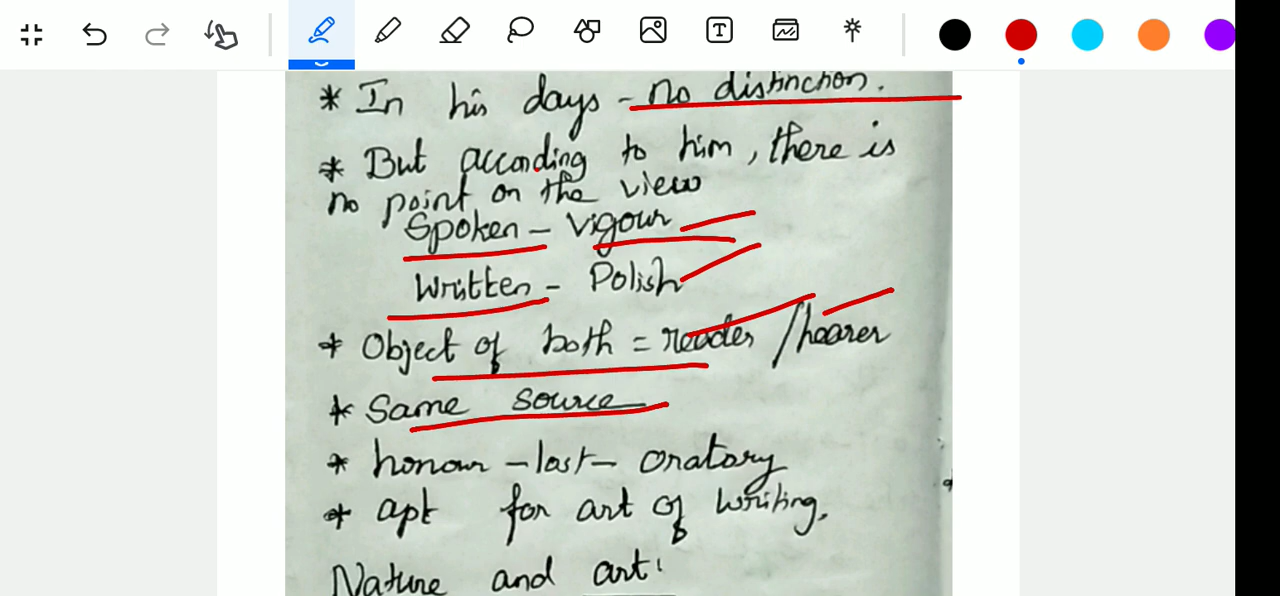 * In his days - no distinction.
* But according to him, there is
no point on the view
Spoken - Vigour
Written - Polish
* Object of both = reader / hearer
* Same source
* honour - last - oratory
* apt for art of writing.
Nature and art: